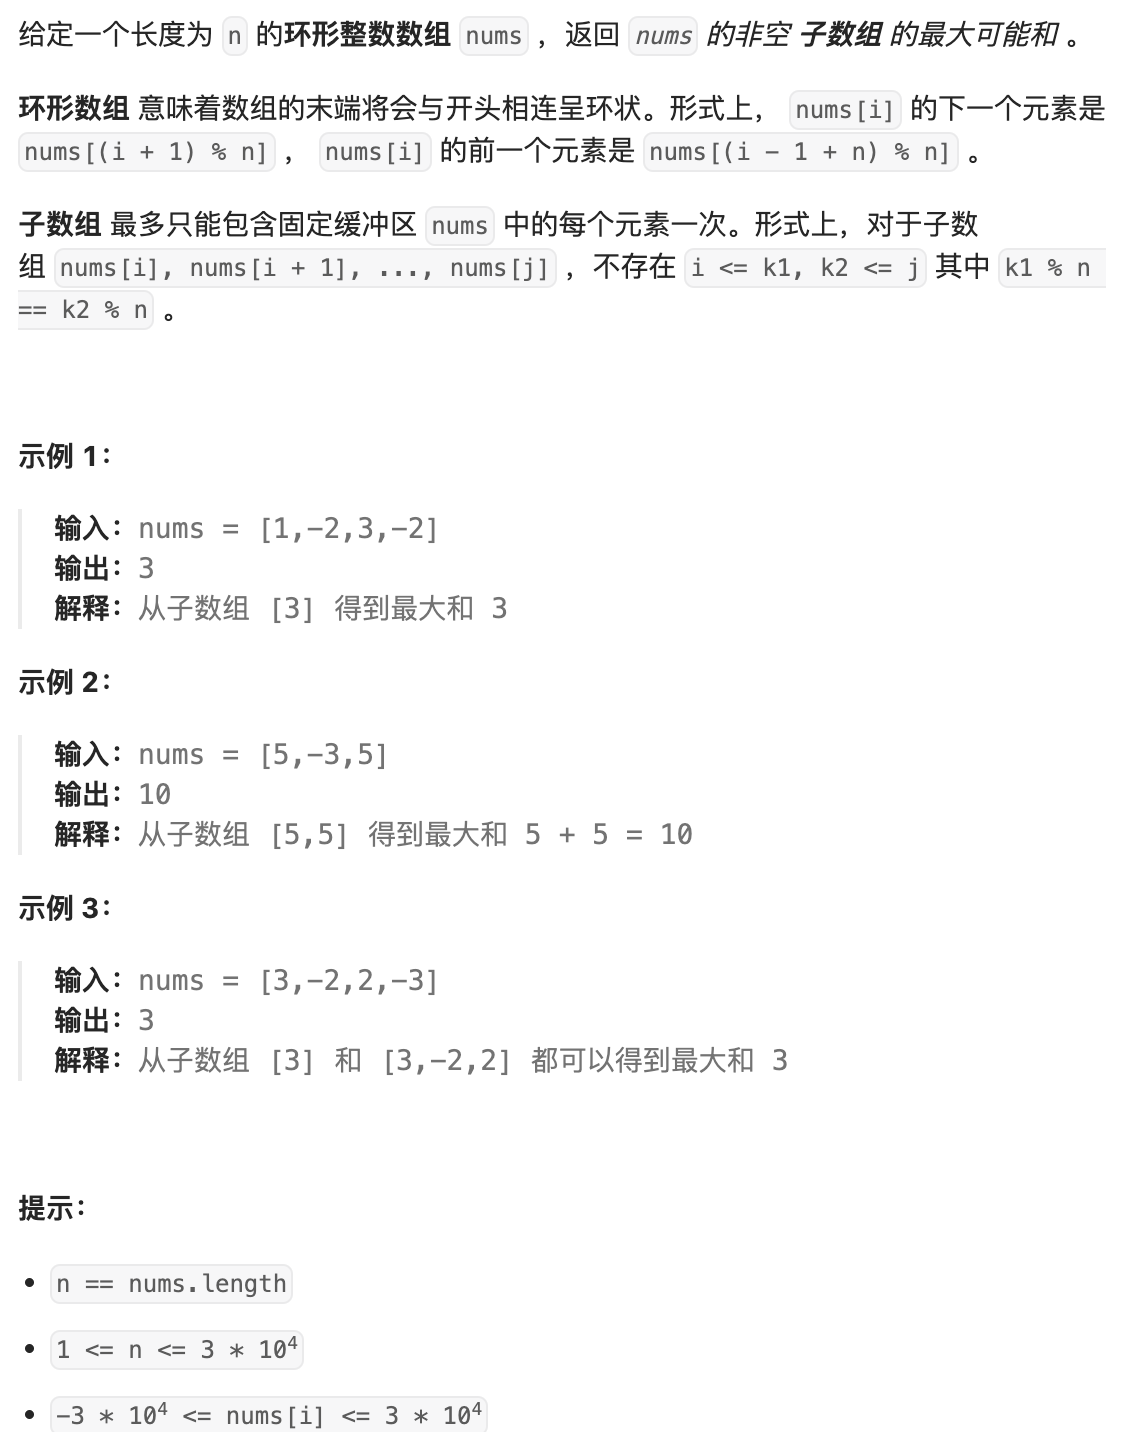 给定一个长度为 n 的环形整数数组 nums ，返回 nums 的非空 子数组 的最大可能和 。
环形数组 意味着数组的末端将会与开头相连呈环状。形式上， nums[i] 的下一个元素是
nums[(i + 1) % n] ， nums[i] 的前一个元素是 nums[(i - 1 + n) % n] 。
子数组 最多只能包含固定缓冲区 nums 中的每个元素一次。形式上，对于子数
组 nums[i], nums[i + 1], ..., nums[j] ，不存在 i <= k1, k2 <= j 其中 k1 % n
== k2 % n 。
示例 1：
输入：nums = [1,-2,3,-2]
输出：3
解释：从子数组 [3] 得到最大和 3
示例 2：
输入：nums = [5,-3,5]
输出：10
解释：从子数组 [5,5] 得到最大和 5 + 5 = 10
示例 3：
输入：nums = [3,-2,2,-3]
输出：3
解释：从子数组 [3] 和 [3,-2,2] 都可以得到最大和 3
提示：
• n == nums.length
• 1 <= n <= 3 * 10⁴
• -3 * 10⁴ <= nums[i] <= 3 * 10⁴